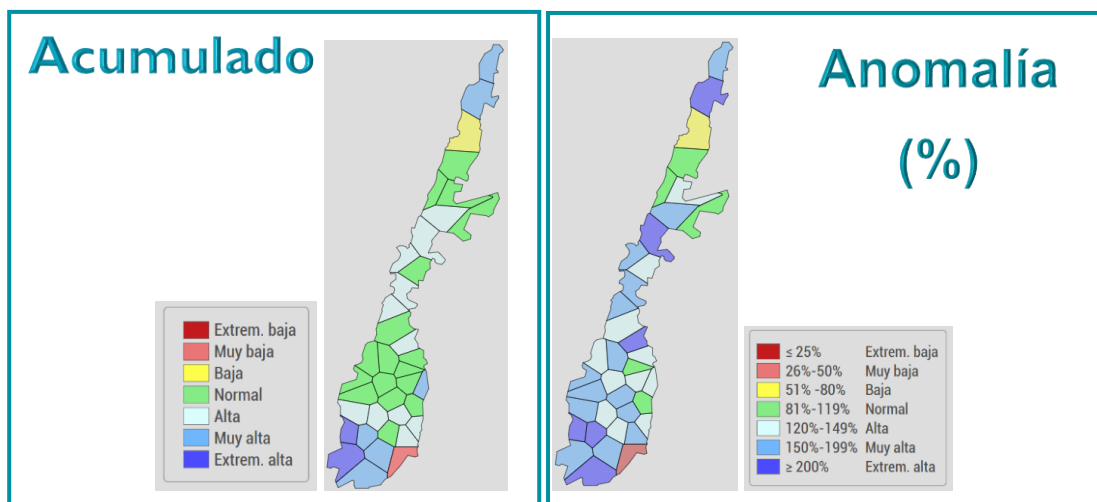 Acumulado
Extrem. baja
Muy baja
Baja
Normal
Alta
Muy alta
Extrem. alta
Anomalía
(%)
≤ 25% Extrem. baja
26%-50% Muy baja
51% -80% Baja
81%-119% Normal
120%-149% Alta
150%-199% Muy alta
≥ 200% Extrem. alta